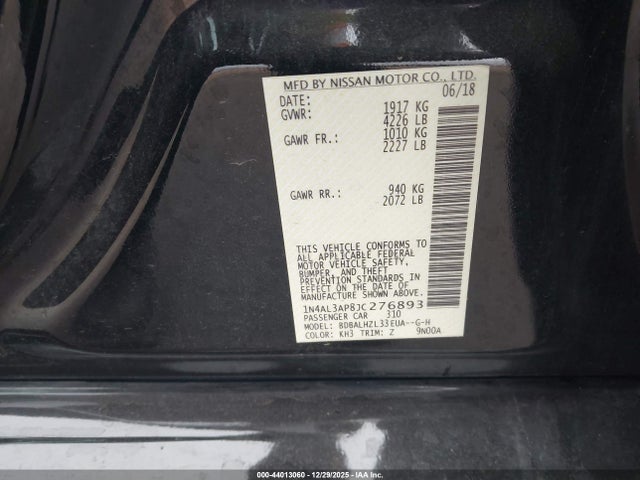 MFD BY NISSAN MOTOR CO., LTD.
DATE: 06/18
GVWR: 1917 KG
4226 LB
GAWR FR.: 1010 KG
2227 LB
GAWR RR.: 940 KG
2072 LB
THIS VEHICLE CONFORMS TO
ALL APPLICABLE FEDERAL
MOTOR VEHICLE SAFETY,
BUMPER, AND THEFT
PREVENTION STANDARDS IN
EFFECT ON THE DATE OF
MANUFACTURE SHOWN ABOVE.
1N4AL3AP8JC276893
PASSENGER CAR 310
MODEL: BDBALHZL33EUA--G-H
COLOR: KH3 TRIM: Z 9N00A
000-44013060 - 12/29/2025 - IAAI.COM